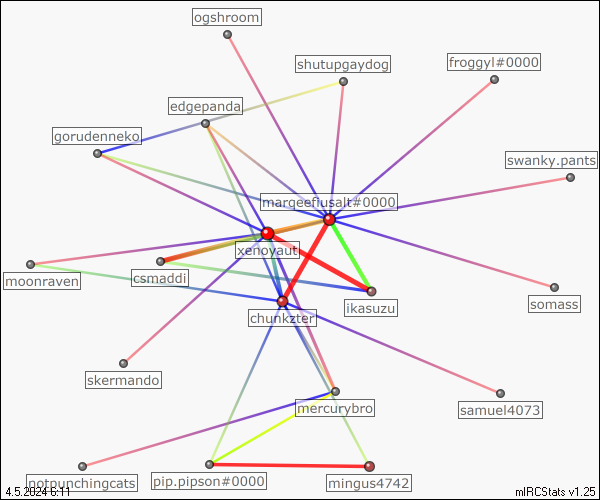 ogshroom
shutupgaydog
froggyl#0000
edgepanda
gorudenneko
swanky.pants
marqeefiusalt#0000
xenoyaut
moonraven
csmaddi
ikasuzu
somass
chunkzter
skermando
mercurybro
samuel4073
notpunchingcats
pip.pipson#0000
mingus4742
4.5.2024 6:11
mIRCStats v1.25